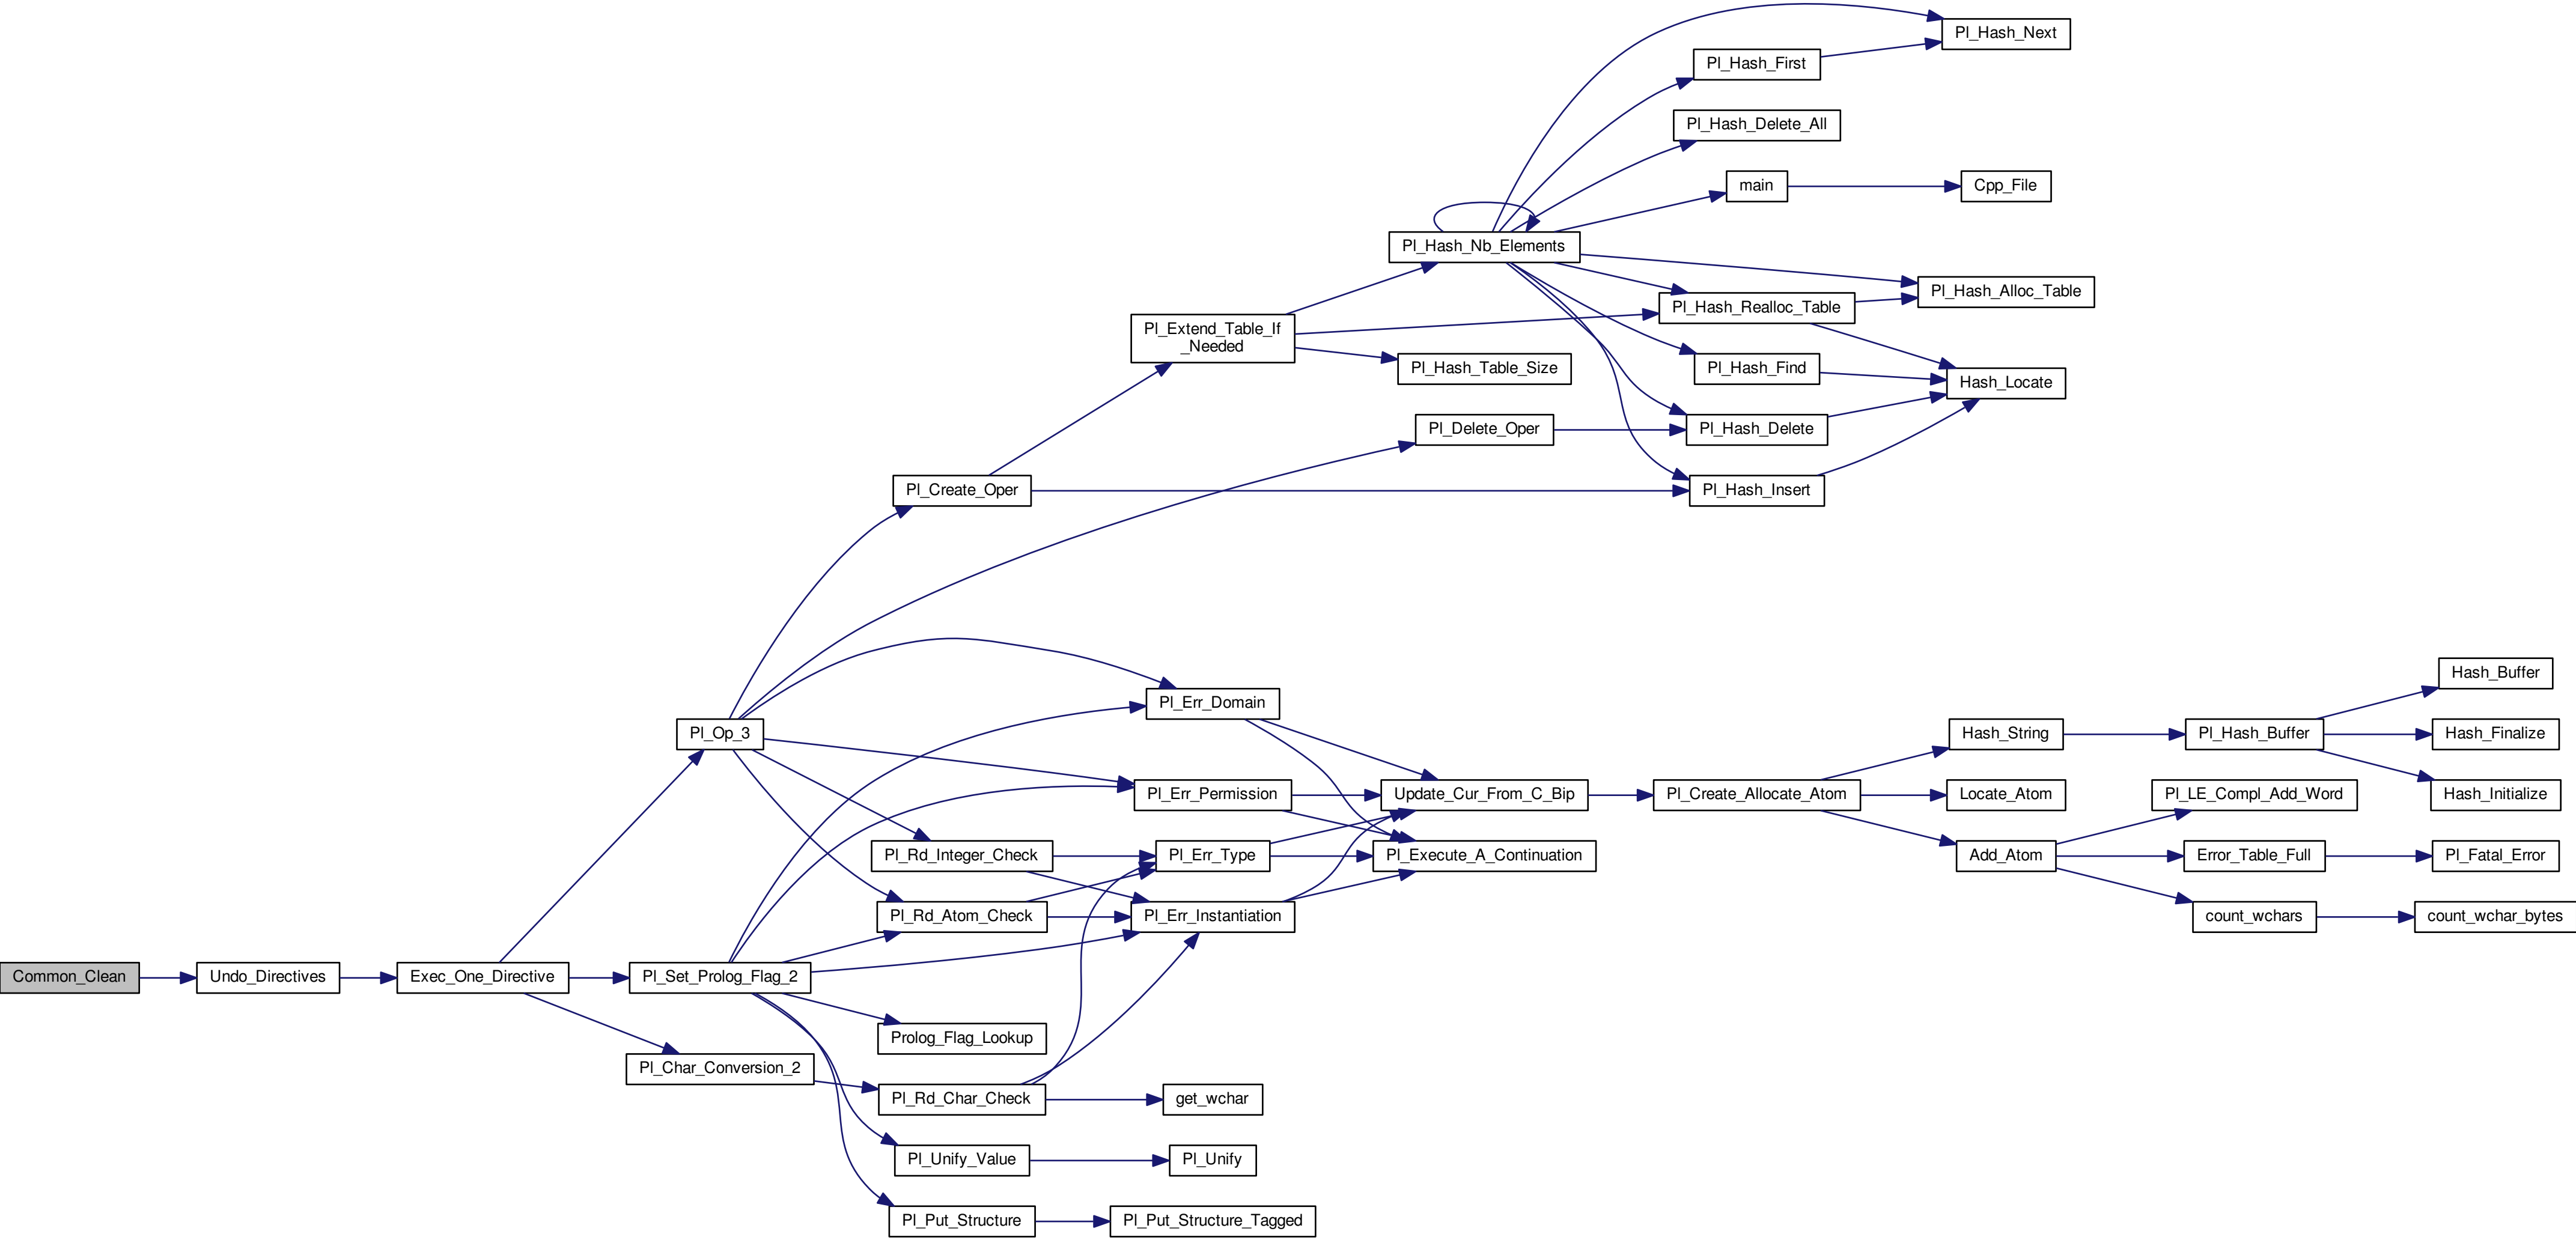 Pl_Hash_Next
Pl_Hash_First
Pl_Hash_Delete_All
main
Cpp_File
Pl_Hash_Nb_Elements
Pl_Hash_Alloc_Table
Pl_Hash_Realloc_Table
Pl_Extend_Table_If
_Needed
Pl_Hash_Table_Size
Pl_Hash_Find
Hash_Locate
Pl_Delete_Oper
Pl_Hash_Delete
Pl_Create_Oper
Pl_Hash_Insert
Hash_Buffer
Pl_Err_Domain
Pl_Op_3
Hash_String
Pl_Hash_Buffer
Hash_Finalize
Pl_Err_Permission
Update_Cur_From_C_Bip
Pl_Create_Allocate_Atom
Locate_Atom
Pl_LE_Compl_Add_Word
Hash_Initialize
Pl_Rd_Integer_Check
Pl_Err_Type
Pl_Execute_A_Continuation
Add_Atom
Error_Table_Full
Pl_Fatal_Error
Pl_Rd_Atom_Check
Pl_Err_Instantiation
count_wchars
count_wchar_bytes
Common_Clean
Undo_Directives
Exec_One_Directive
Pl_Set_Prolog_Flag_2
Prolog_Flag_Lookup
Pl_Char_Conversion_2
Pl_Rd_Char_Check
get_wchar
Pl_Unify_Value
Pl_Unify
Pl_Put_Structure
Pl_Put_Structure_Tagged